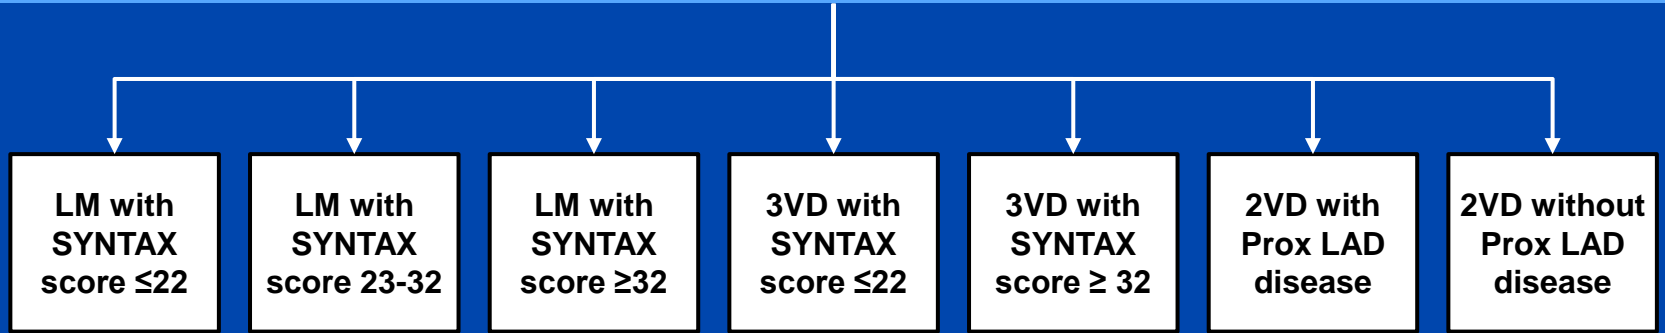 LM with
SYNTAX
score ≤22
LM with
SYNTAX
score 23-32
LM with
SYNTAX
score ≥32
3VD with
SYNTAX
score ≤22
3VD with
SYNTAX
score ≥ 32
2VD with
Prox LAD
disease
2VD without
Prox LAD
disease